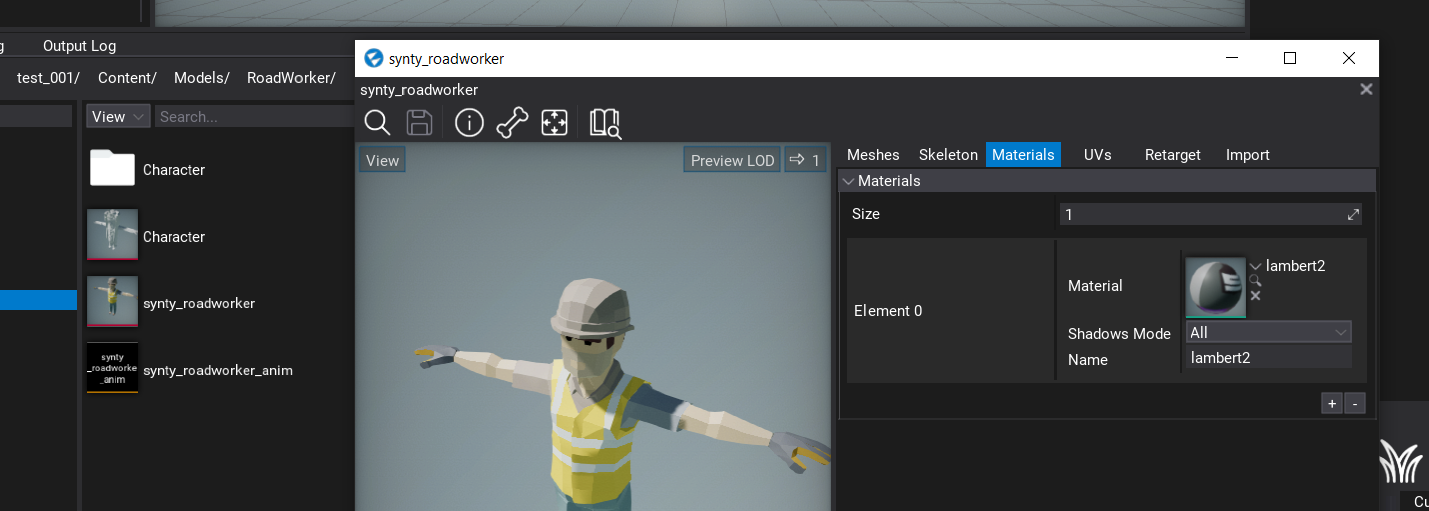 Output Log
synty_roadworker
test_001/ Content/ Models/ RoadWorker/
synty_roadworker
View Search...
View Preview LOD 1
Meshes Skeleton Materials UVs Retarget Import
Character
Materials
Size 1
Character
Material lambert2
synty_roadworker
Element 0
Shadows Mode All
Name lambert2
synty
_roadworke
_anim
synty_roadworker_anim
+ -